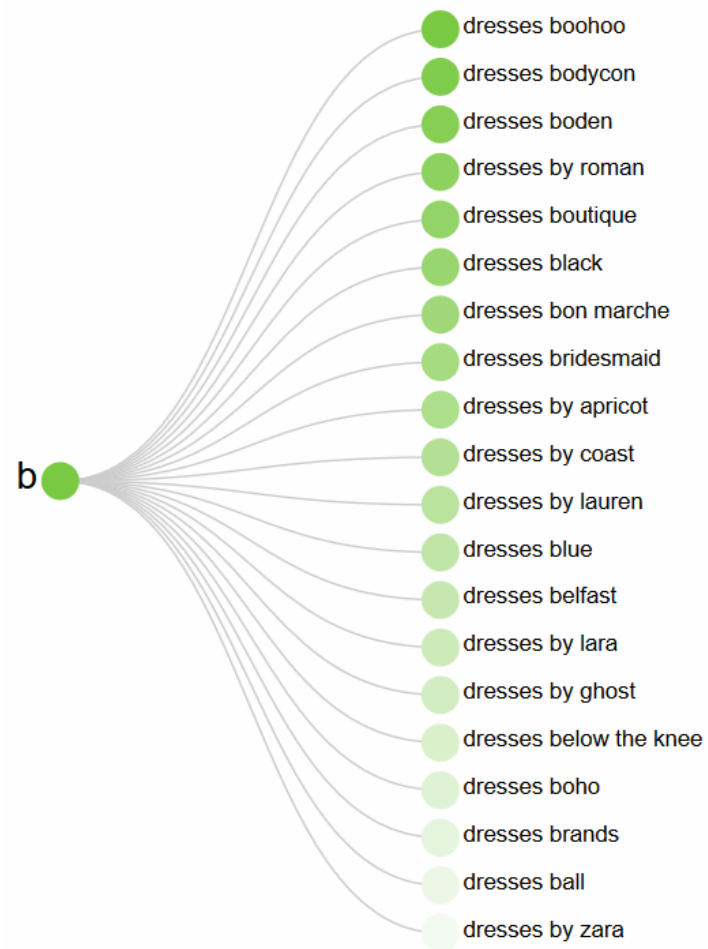 dresses boohoo
dresses bodycon
dresses boden
dresses by roman
dresses boutique
dresses black
dresses bon marche
dresses bridesmaid
dresses by apricot
dresses by coast
b
dresses by lauren
dresses blue
dresses belfast
dresses by lara
dresses by ghost
dresses below the knee
dresses boho
dresses brands
dresses ball
dresses by zara